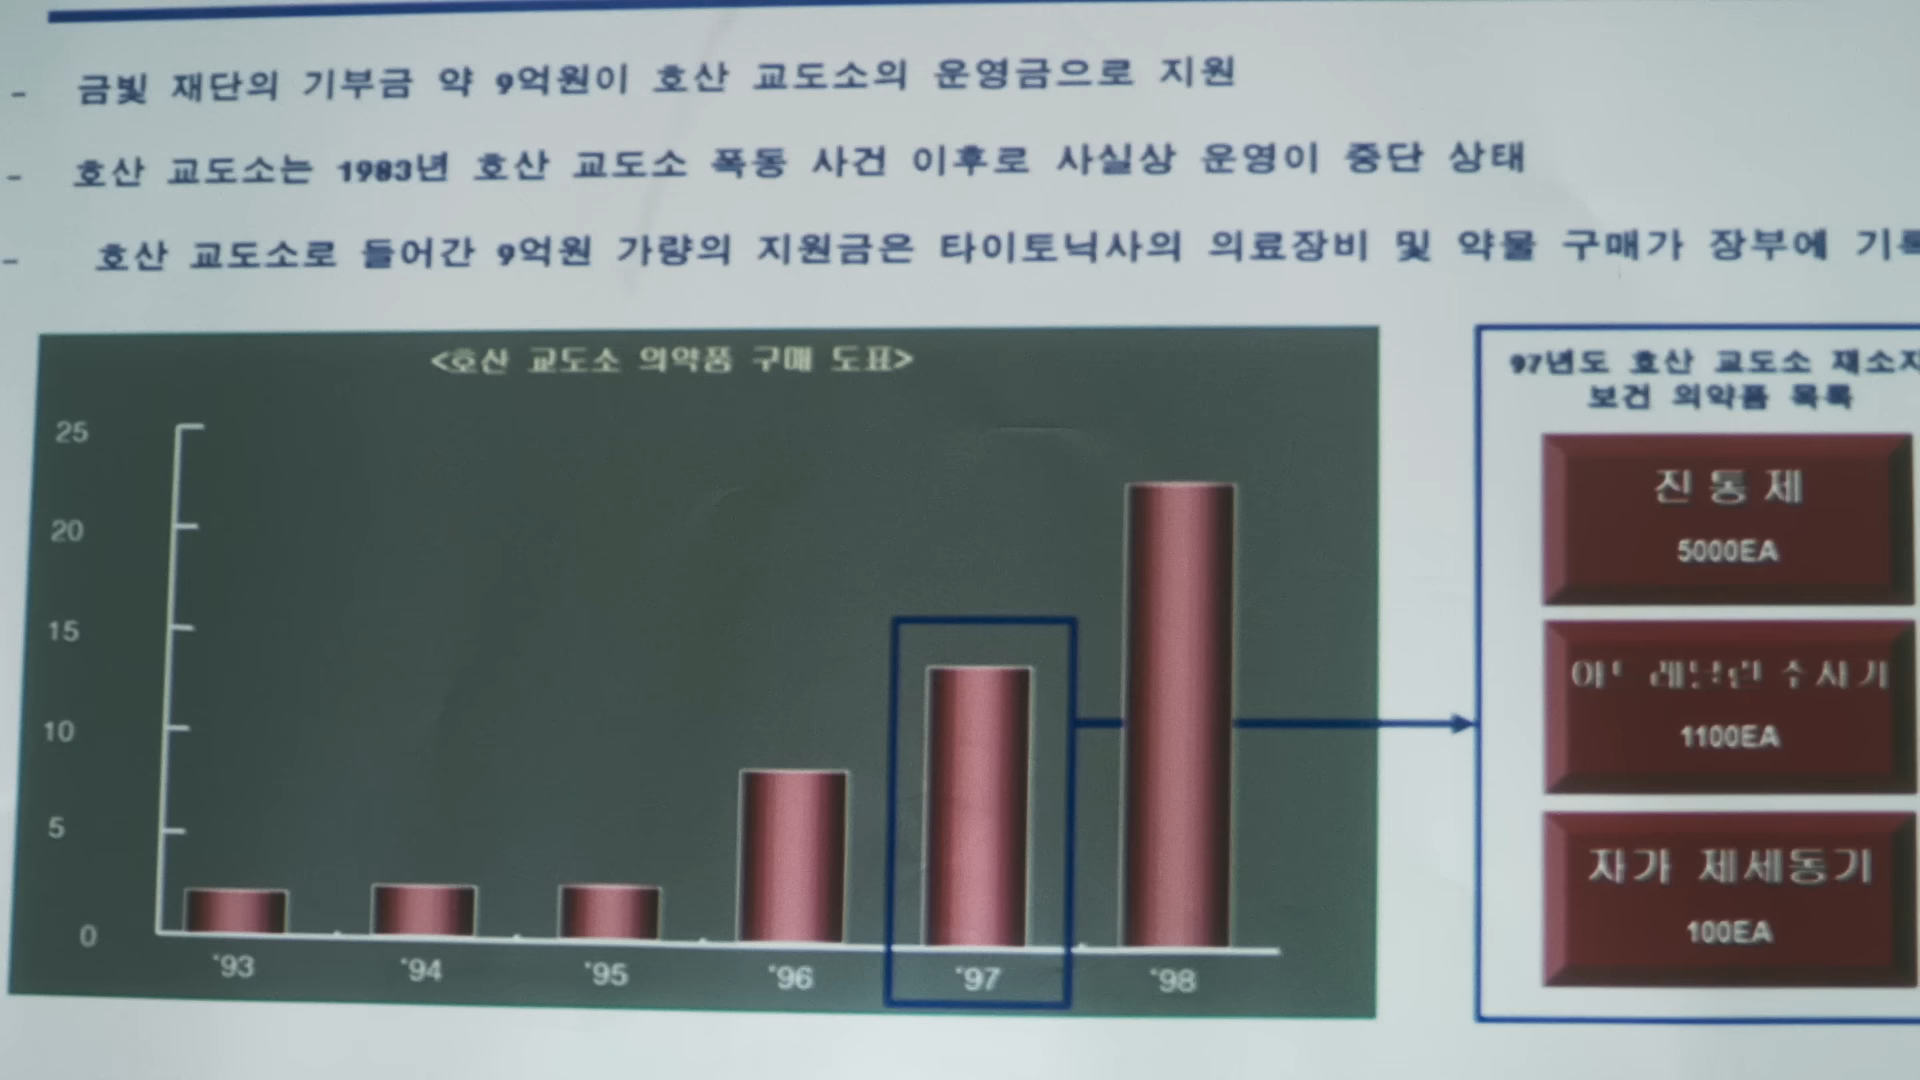 - 금빛 재단의 기부금 약 9억원이 호산 교도소의 운영금으로 지원
- 호산 교도소는 1983년 호산 교도소 폭동 사건 이후로 사실상 운영이 중단 상태
- 호산 교도소로 들어간 9억원 가량의 지원금은 타이토닉사의 의료장비 및 약물 구매가 장부에
<호산 교도소 의약품 구매 도표>
25
20
15
10
5
0
'93 '94 '95 '96 '97 '98
97년도 호산 교도소
보건 의약품 목록
진통제
5000EA
1100EA
자가 제세동기
100EA